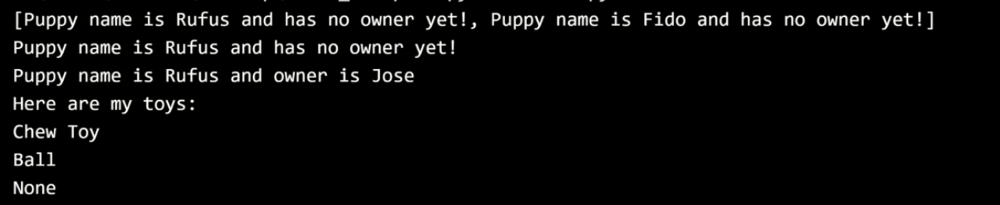 [Puppy name is Rufus and has no owner yet!, Puppy name is Fido and has no owner yet!]
Puppy name is Rufus and has no owner yet!
Puppy name is Rufus and owner is Jose
Here are my toys:
Chew Toy
Ball
None